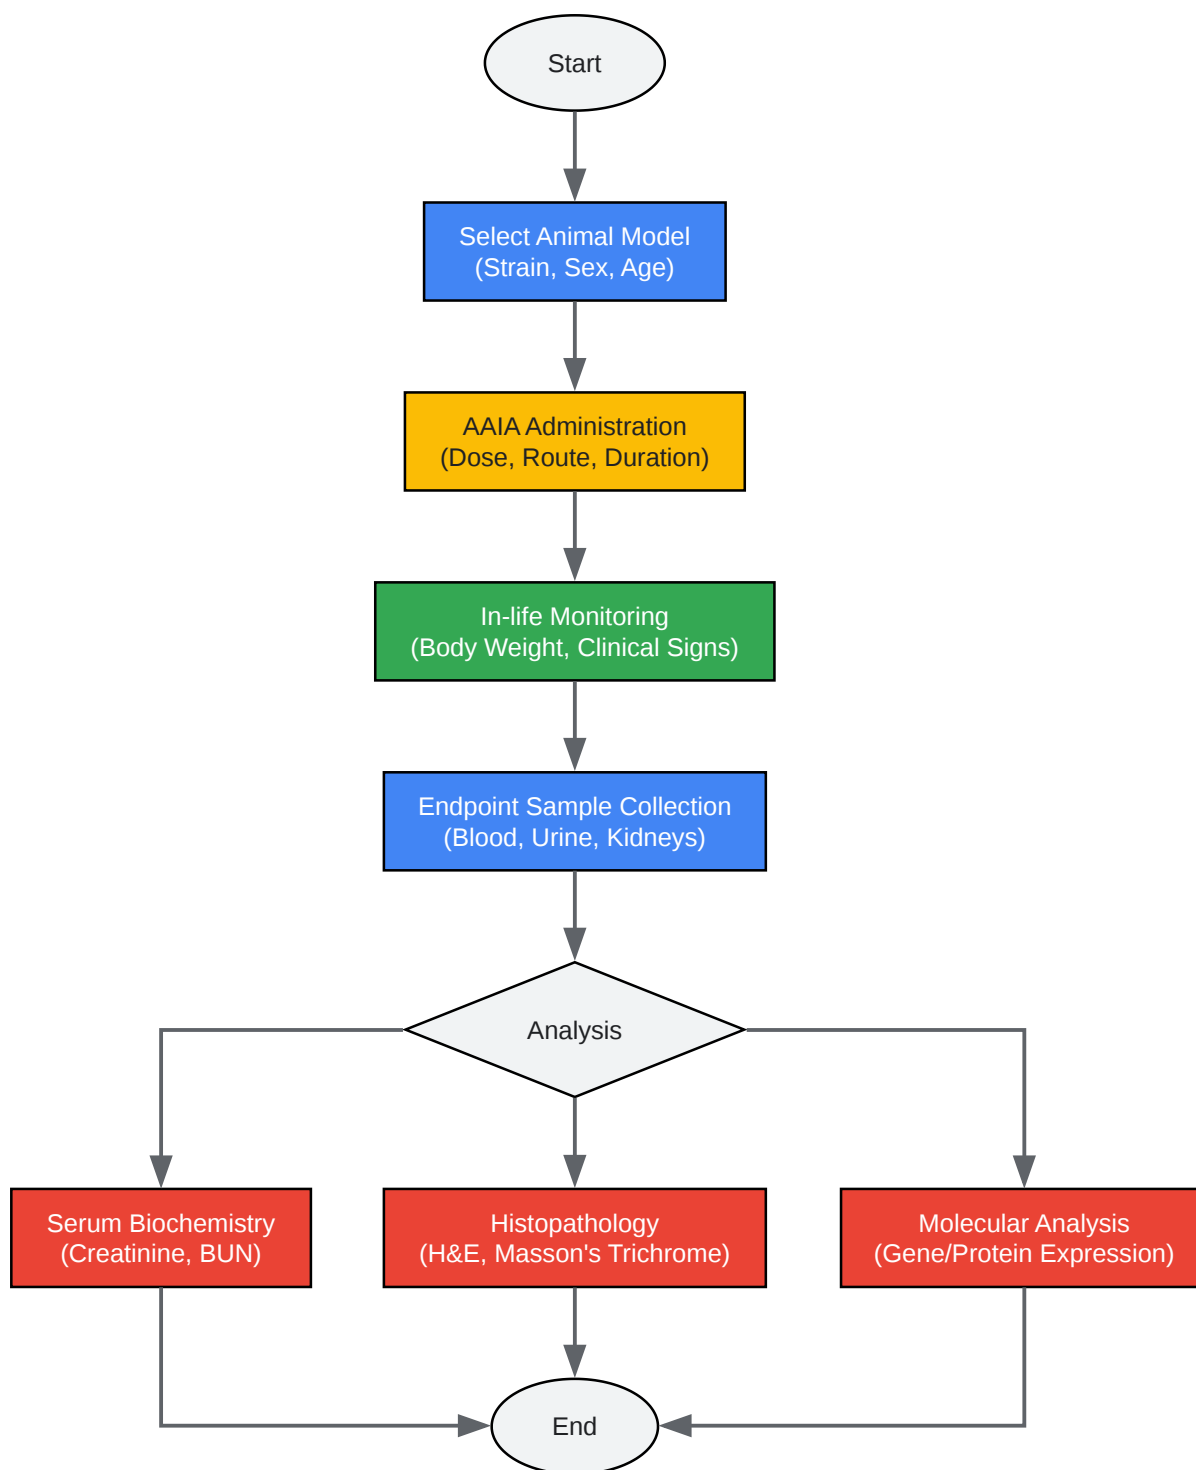 Start
Select Animal Model
(Strain, Sex, Age)
AAIA Administration
(Dose, Route, Duration)
In-life Monitoring
(Body Weight, Clinical Signs)
Endpoint Sample Collection
(Blood, Urine, Kidneys)
Analysis
Serum Biochemistry
(Creatinine, BUN)
Histopathology
(H&E, Masson's Trichrome)
Molecular Analysis
(Gene/Protein Expression)
End